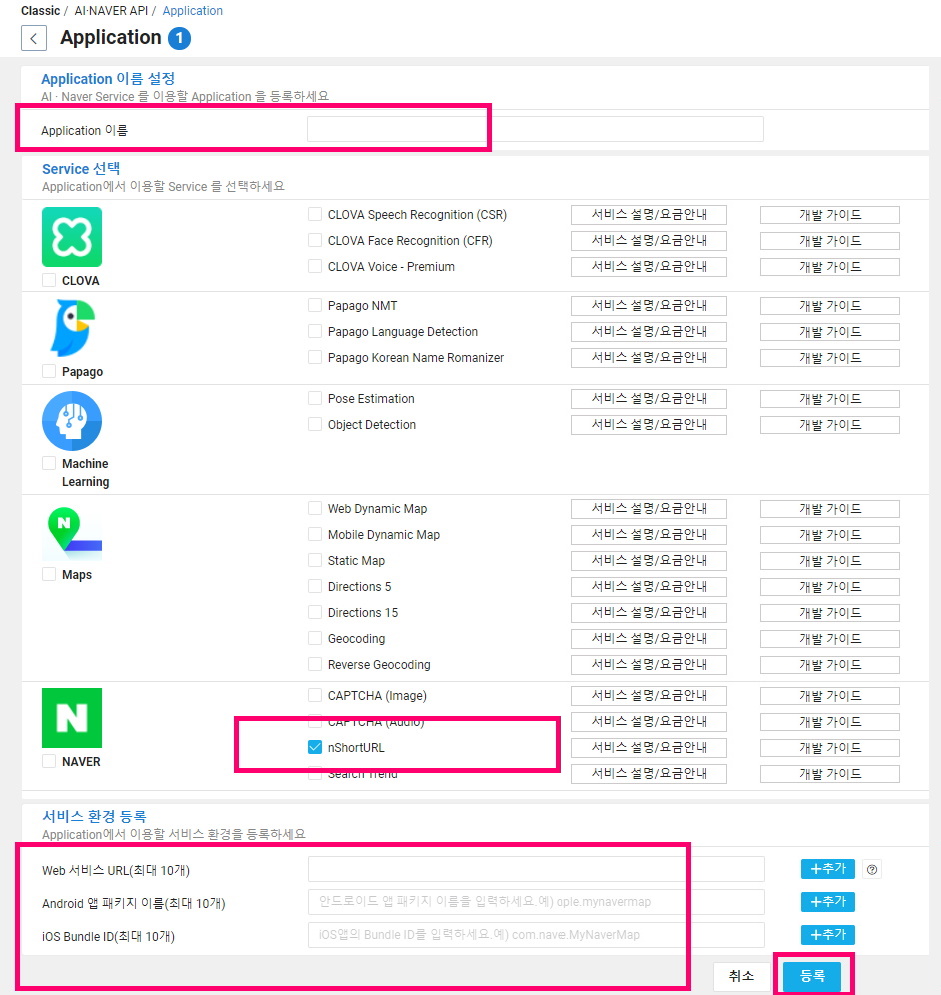 Classic / AI·NAVER API / Application
Application 1
Application 이름 설정
AI · Naver Service 를 이용할 Application 을 등록하세요
Application 이름
Service 선택
Application에서 이용할 Service 를 선택하세요
CLOVA Speech Recognition (CSR) 서비스 설명/요금안내 개발 가이드
CLOVA Face Recognition (CFR) 서비스 설명/요금안내 개발 가이드
CLOVA Voice - Premium 서비스 설명/요금안내 개발 가이드
CLOVA
Papago NMT 서비스 설명/요금안내 개발 가이드
Papago Language Detection 서비스 설명/요금안내 개발 가이드
Papago Korean Name Romanizer 서비스 설명/요금안내 개발 가이드
Papago
Pose Estimation 서비스 설명/요금안내 개발 가이드
Object Detection 서비스 설명/요금안내 개발 가이드
Machine
Learning
Web Dynamic Map 서비스 설명/요금안내 개발 가이드
N
Mobile Dynamic Map 서비스 설명/요금안내 개발 가이드
Static Map 서비스 설명/요금안내 개발 가이드
Maps
Directions 5 서비스 설명/요금안내 개발 가이드
Directions 15 서비스 설명/요금안내 개발 가이드
Geocoding 서비스 설명/요금안내 개발 가이드
Reverse Geocoding 서비스 설명/요금안내 개발 가이드
CAPTCHA (Image) 서비스 설명/요금안내 개발 가이드
N
CAPTCHA (Audio) 서비스 설명/요금안내 개발 가이드
nShortURL 서비스 설명/요금안내 개발 가이드
NAVER
Search Trend 서비스 설명/요금안내 개발 가이드
서비스 환경 등록
Application에서 이용할 서비스 환경을 등록하세요
Web 서비스 URL(최대 10개) +추가 ?
Android 앱 패키지 이름(최대 10개) 안드로이드 앱 패키지 이름을 입력하세요 예) ople.mynavermap +추가
iOS Bundle ID(최대 10개) iOS앱의 Bundle ID를 입력하세요 예) com.nave.MyNaverMap +추가
취소 등록